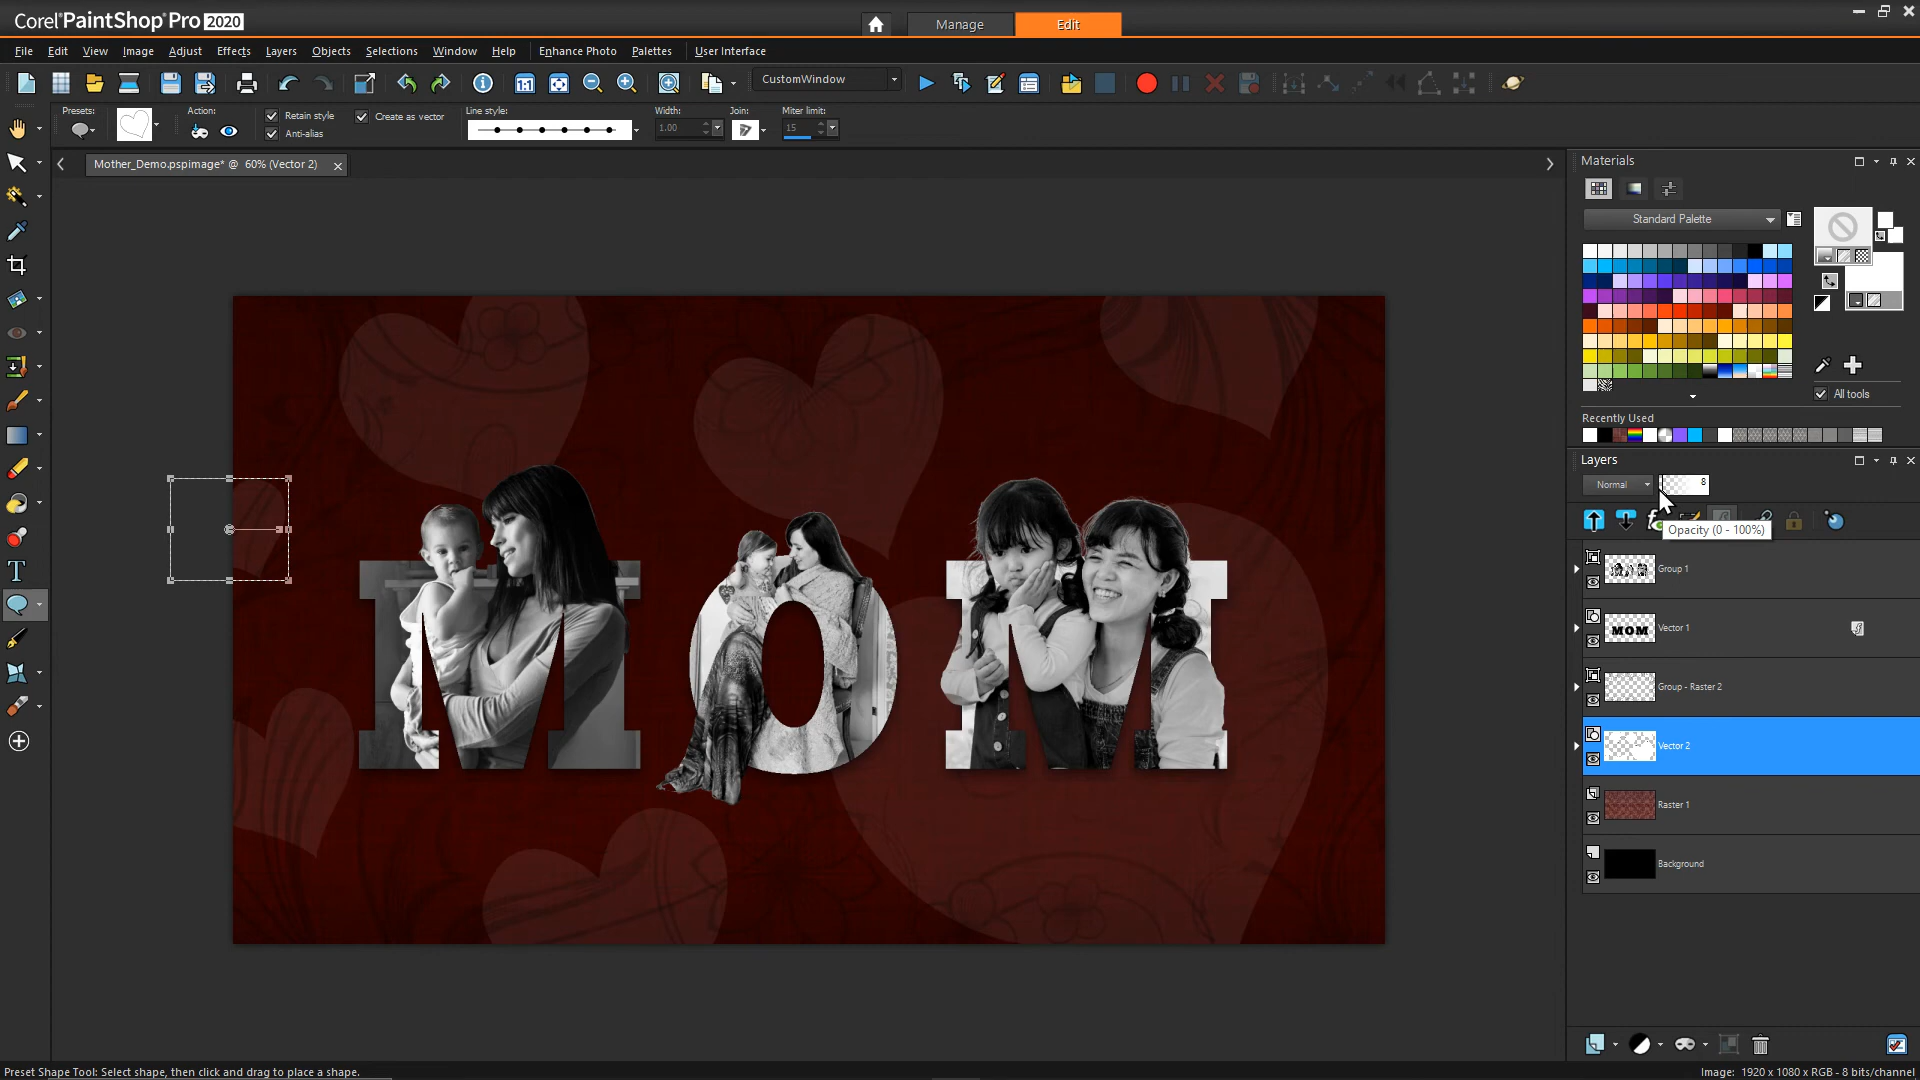 Corel PaintShop Pro 2020
Manage
Edit
File Edit View Image Adjust Effects Layers Objects Selections Window Help Enhance Photo Palettes User Interface
1:1
CustomWindow
Presets:
Action:
Retain style
Anti-alias
Create as vector
Line style:
Width:
1.00
Join:
Miter limit:
15
Mother_Demo.pspimage* @ 60% (Vector 2)
MOM
Materials
Standard Palette
All tools
Recently Used
Layers
Normal
8
Opacity (0 - 100%)
Group 1
MOM
Vector 1
Group - Raster 2
Vector 2
Raster 1
Background
Preset Shape Tool: Select shape, then click and drag to place a shape.
Image: 1920 x 1080 x RGB - 8 bits/channel